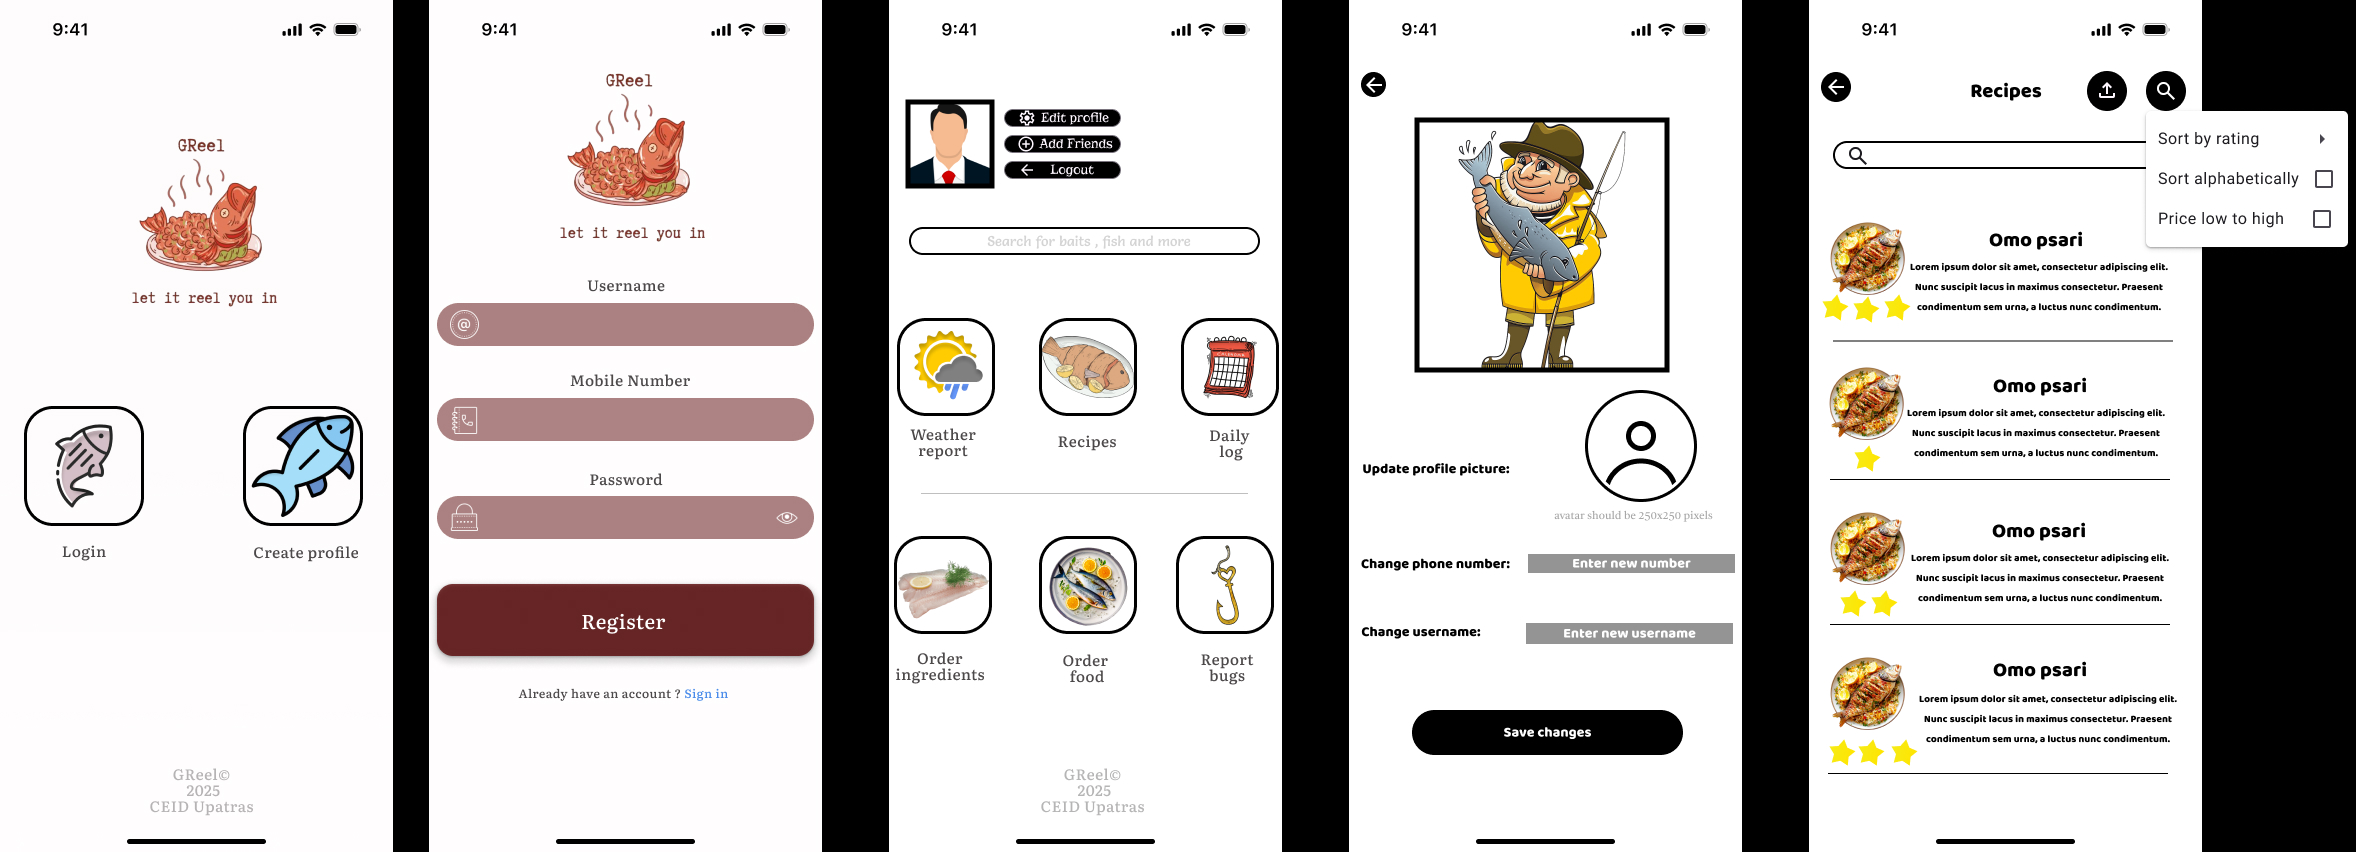 9:41
GReel
let it reel you in
Login
Create profile
GReel©
2025
CEID Upatras
9:41
GReel
let it reel you in
Username
@
Mobile Number
Password
Register
Already have an account ? Sign in
9:41
Edit profile
Add Friends
Logout
Search for baits , fish and more
CALENDAR
Weather
report
Recipes
Daily
log
Order
ingredients
Order
food
Report
bugs
GReel©
2025
CEID Upatras
9:41
Update profile picture:
avatar should be 250x250 pixels
Change phone number:
Enter new number
Change username:
Enter new username
Save changes
9:41
Recipes
Sort by rating
Sort alphabetically
Price low to high
Omo psari
Lorem ipsum dolor sit amet, consectetur adipiscing elit.
Nunc suscipit lacus in maximus consectetur. Praesent
condimentum sem urna, a luctus nunc condimentum.
Omo psari
Lorem ipsum dolor sit amet, consectetur adipiscing elit.
Nunc suscipit lacus in maximus consectetur. Praesent
condimentum sem urna, a luctus nunc condimentum.
Omo psari
Lorem ipsum dolor sit amet, consectetur adipiscing elit.
Nunc suscipit lacus in maximus consectetur. Praesent
condimentum sem urna, a luctus nunc condimentum.
Omo psari
Lorem ipsum dolor sit amet, consectetur adipiscing elit.
Nunc suscipit lacus in maximus consectetur. Praesent
condimentum sem urna, a luctus nunc condimentum.